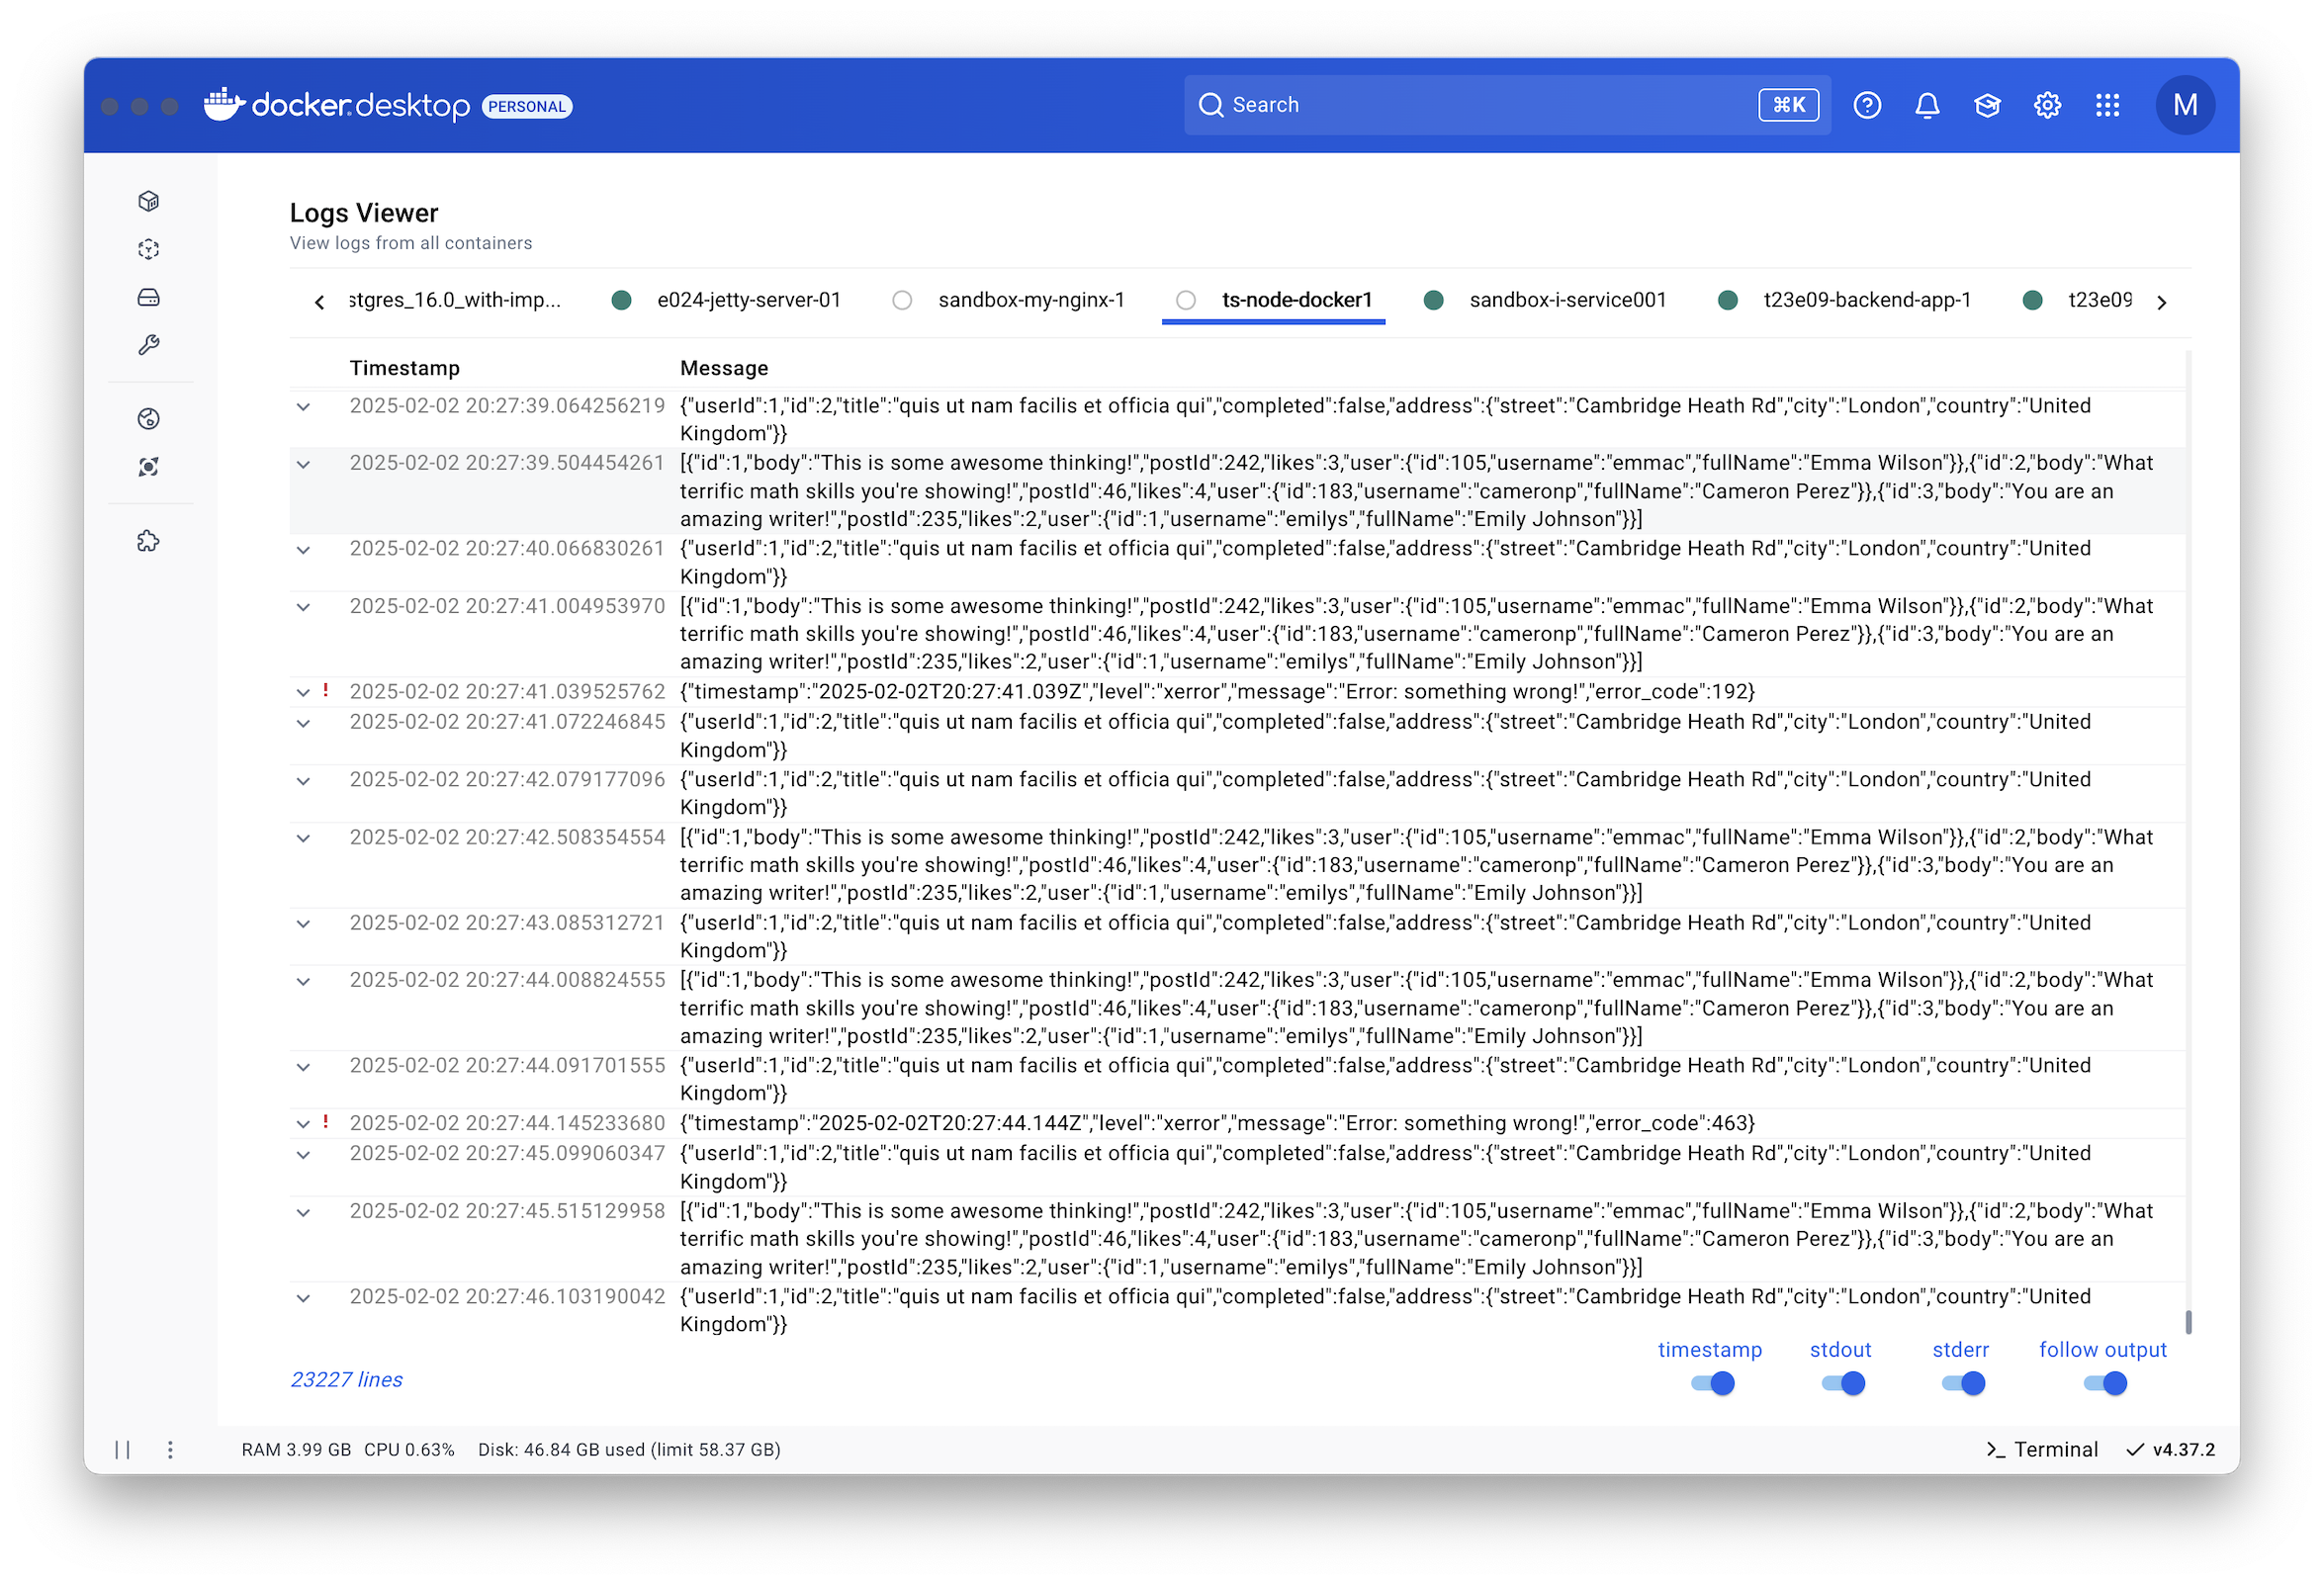 docker desktop PERSONAL
Search
⌘K
M
Logs Viewer
View logs from all containers
stgres_16.0_with-imp...
e024-jetty-server-01
sandbox-my-nginx-1
ts-node-docker1
sandbox-i-service001
t23e09-backend-app-1
t23e09
Timestamp Message
2025-02-02 20:27:39.064256219 {"userId":1,"id":2,"title":"quis ut nam facilis et officia qui","completed":false,"address":{"street":"Cambridge Heath Rd","city":"London","country":"United
Kingdom"}}
2025-02-02 20:27:39.504454261 [{"id":1,"body":"This is some awesome thinking!","postId":242,"likes":3,"user":{"id":105,"username":"emmac","fullName":"Emma Wilson"}},{"id":2,"body":"What
terrific math skills you're showing!","postId":46,"likes":4,"user":{"id":183,"username":"cameronp","fullName":"Cameron Perez"}},{"id":3,"body":"You are an
amazing writer!","postId":235,"likes":2,"user":{"id":1,"username":"emilys","fullName":"Emily Johnson"}}]
2025-02-02 20:27:40.066830261 {"userId":1,"id":2,"title":"quis ut nam facilis et officia qui","completed":false,"address":{"street":"Cambridge Heath Rd","city":"London","country":"United
Kingdom"}}
2025-02-02 20:27:41.004953970 [{"id":1,"body":"This is some awesome thinking!","postId":242,"likes":3,"user":{"id":105,"username":"emmac","fullName":"Emma Wilson"}},{"id":2,"body":"What
terrific math skills you're showing!","postId":46,"likes":4,"user":{"id":183,"username":"cameronp","fullName":"Cameron Perez"}},{"id":3,"body":"You are an
amazing writer!","postId":235,"likes":2,"user":{"id":1,"username":"emilys","fullName":"Emily Johnson"}}]
! 2025-02-02 20:27:41.039525762 {"timestamp":"2025-02-02T20:27:41.039Z","level":"xerror","message":"Error: something wrong!","error_code":192}
2025-02-02 20:27:41.072246845 {"userId":1,"id":2,"title":"quis ut nam facilis et officia qui","completed":false,"address":{"street":"Cambridge Heath Rd","city":"London","country":"United
Kingdom"}}
2025-02-02 20:27:42.079177096 {"userId":1,"id":2,"title":"quis ut nam facilis et officia qui","completed":false,"address":{"street":"Cambridge Heath Rd","city":"London","country":"United
Kingdom"}}
2025-02-02 20:27:42.508354554 [{"id":1,"body":"This is some awesome thinking!","postId":242,"likes":3,"user":{"id":105,"username":"emmac","fullName":"Emma Wilson"}},{"id":2,"body":"What
terrific math skills you're showing!","postId":46,"likes":4,"user":{"id":183,"username":"cameronp","fullName":"Cameron Perez"}},{"id":3,"body":"You are an
amazing writer!","postId":235,"likes":2,"user":{"id":1,"username":"emilys","fullName":"Emily Johnson"}}]
2025-02-02 20:27:43.085312721 {"userId":1,"id":2,"title":"quis ut nam facilis et officia qui","completed":false,"address":{"street":"Cambridge Heath Rd","city":"London","country":"United
Kingdom"}}
2025-02-02 20:27:44.008824555 [{"id":1,"body":"This is some awesome thinking!","postId":242,"likes":3,"user":{"id":105,"username":"emmac","fullName":"Emma Wilson"}},{"id":2,"body":"What
terrific math skills you're showing!","postId":46,"likes":4,"user":{"id":183,"username":"cameronp","fullName":"Cameron Perez"}},{"id":3,"body":"You are an
amazing writer!","postId":235,"likes":2,"user":{"id":1,"username":"emilys","fullName":"Emily Johnson"}}]
2025-02-02 20:27:44.091701555 {"userId":1,"id":2,"title":"quis ut nam facilis et officia qui","completed":false,"address":{"street":"Cambridge Heath Rd","city":"London","country":"United
Kingdom"}}
! 2025-02-02 20:27:44.145233680 {"timestamp":"2025-02-02T20:27:44.144Z","level":"xerror","message":"Error: something wrong!","error_code":463}
2025-02-02 20:27:45.099060347 {"userId":1,"id":2,"title":"quis ut nam facilis et officia qui","completed":false,"address":{"street":"Cambridge Heath Rd","city":"London","country":"United
Kingdom"}}
2025-02-02 20:27:45.515129958 [{"id":1,"body":"This is some awesome thinking!","postId":242,"likes":3,"user":{"id":105,"username":"emmac","fullName":"Emma Wilson"}},{"id":2,"body":"What
terrific math skills you're showing!","postId":46,"likes":4,"user":{"id":183,"username":"cameronp","fullName":"Cameron Perez"}},{"id":3,"body":"You are an
amazing writer!","postId":235,"likes":2,"user":{"id":1,"username":"emilys","fullName":"Emily Johnson"}}]
2025-02-02 20:27:46.103190042 {"userId":1,"id":2,"title":"quis ut nam facilis et officia qui","completed":false,"address":{"street":"Cambridge Heath Rd","city":"London","country":"United
Kingdom"}}
timestamp stdout stderr follow output
23227 lines
RAM 3.99 GB CPU 0.63% Disk: 46.84 GB used (limit 58.37 GB)
>_ Terminal
v4.37.2